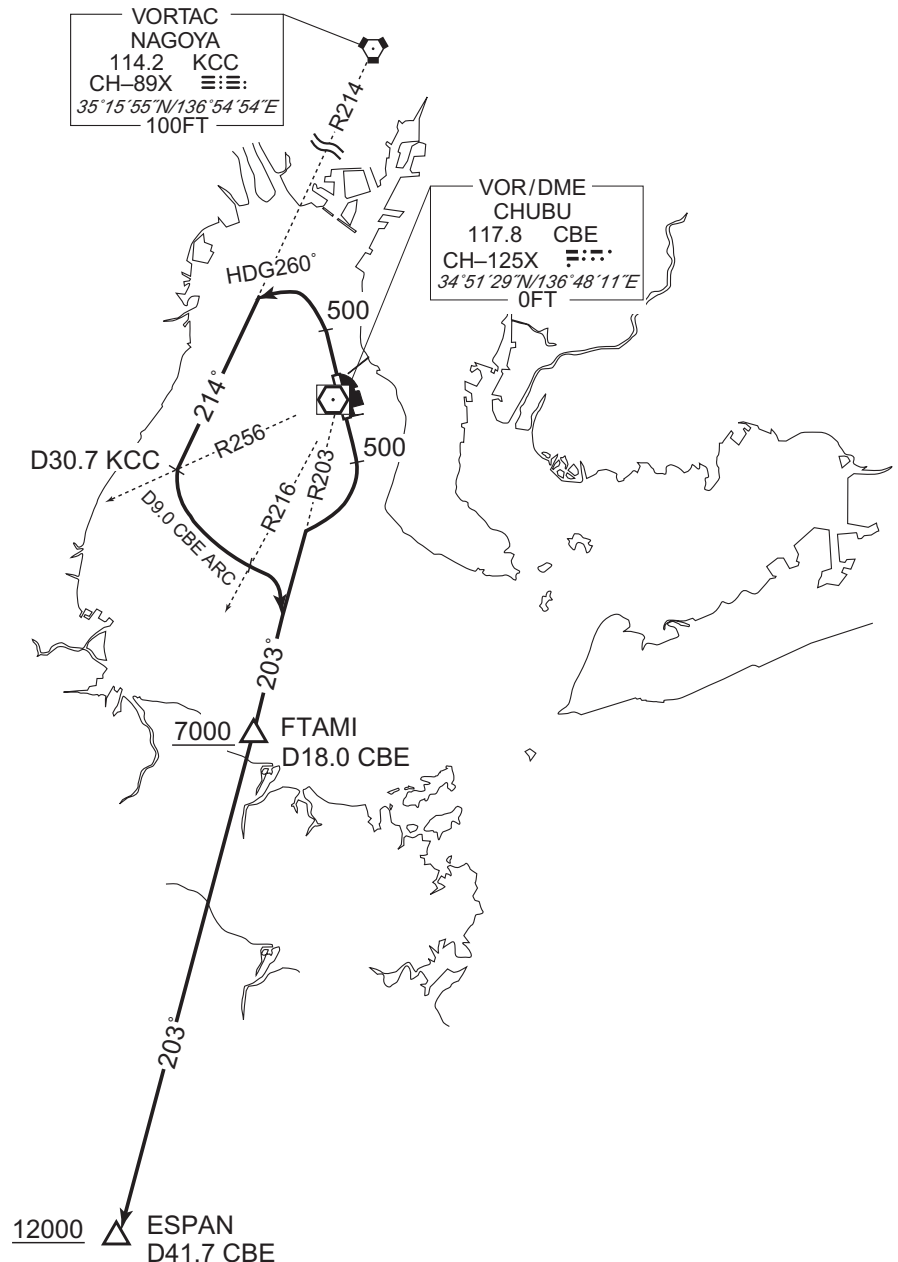 VORTAC
NAGOYA
114.2 KCC
CH–89X
35°15´55˝N/136°54´54˝E
100FT
R214
VOR/DME
CHUBU
117.8 CBE
CH–125X
34°51´29˝N/136°48´11˝E
0FT
HDG260°
500
214°
R256
D30.7 KCC
500
R203
R216
D9.0 CBE ARC
203°
7000
FTAMI
D18.0 CBE
203°
12000
ESPAN
D41.7 CBE